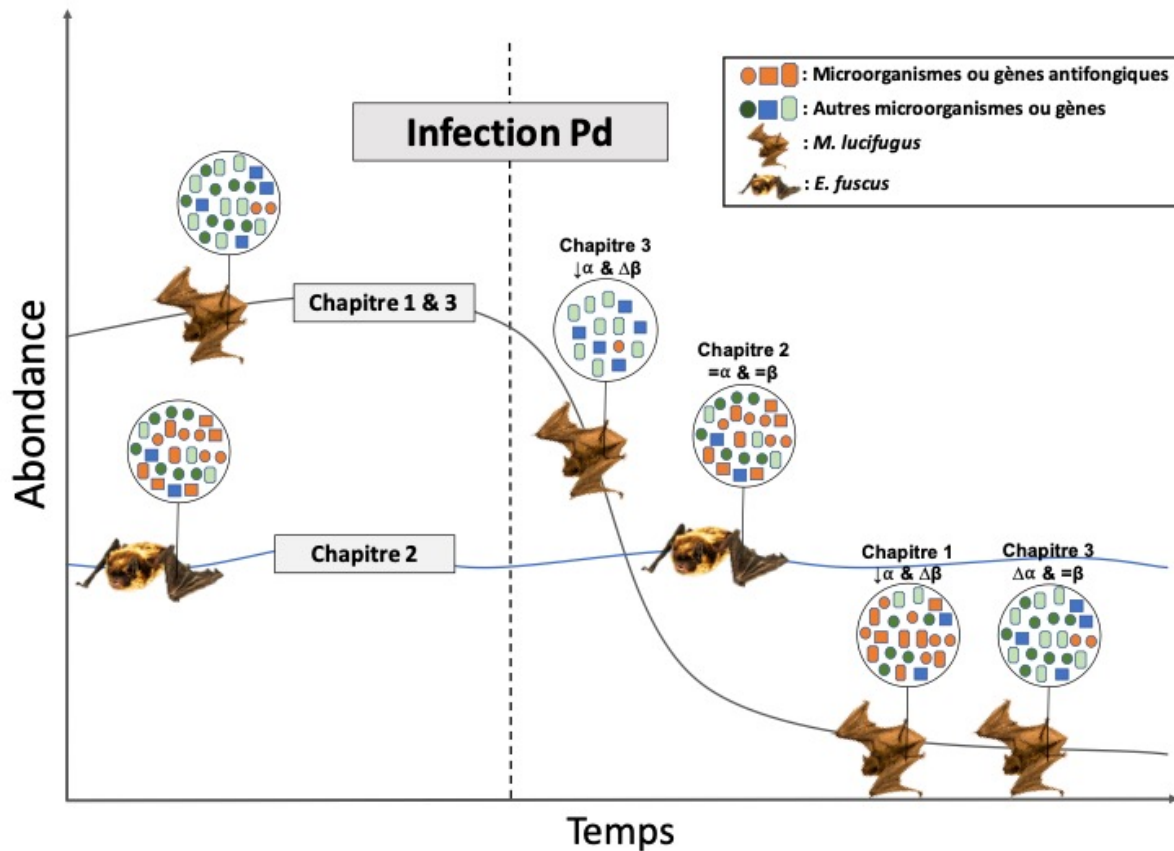 : Microorganismes ou gènes antifongiques
: Autres microorganismes ou gènes
: M. lucifugus
: E. fuscus
Infection Pd
Chapitre 3
↓α & Δβ
Chapitre 1 & 3
Chapitre 2
=α & =β
Chapitre 2
Chapitre 1
↓α & Δβ
Chapitre 3
Δα & =β
Abondance
Temps